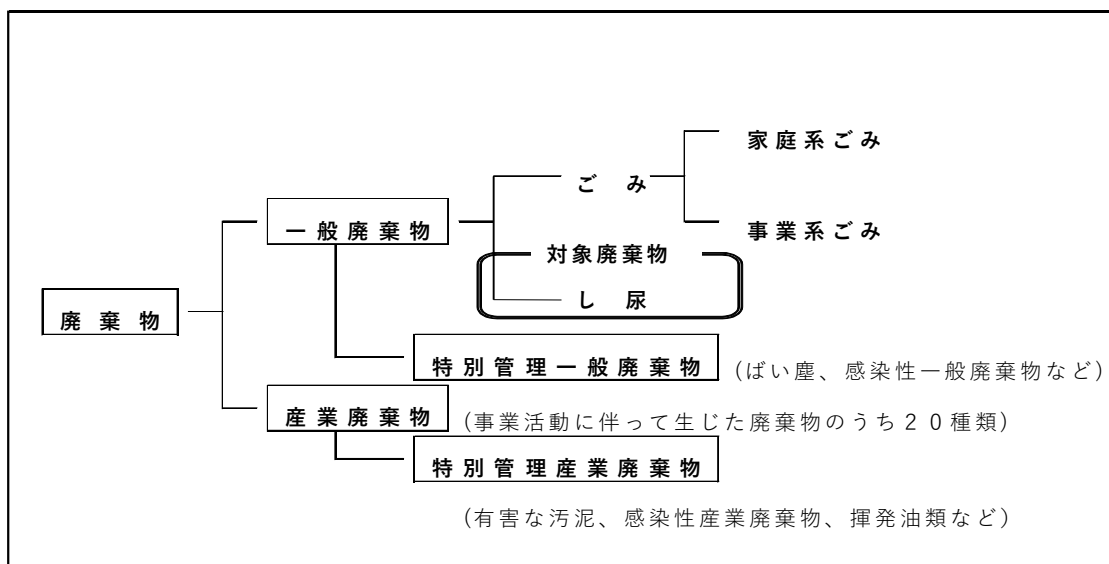 家庭系ごみ
ごみ
一般廃棄物
事業系ごみ
対象廃棄物
し尿
廃棄物
特別管理一般廃棄物
(ばい塵、感染性一般廃棄物など)
産業廃棄物
(事業活動に伴って生じた廃棄物のうち20種類)
特別管理産業廃棄物
(有害な汚泥、感染性産業廃棄物、揮発油類など)